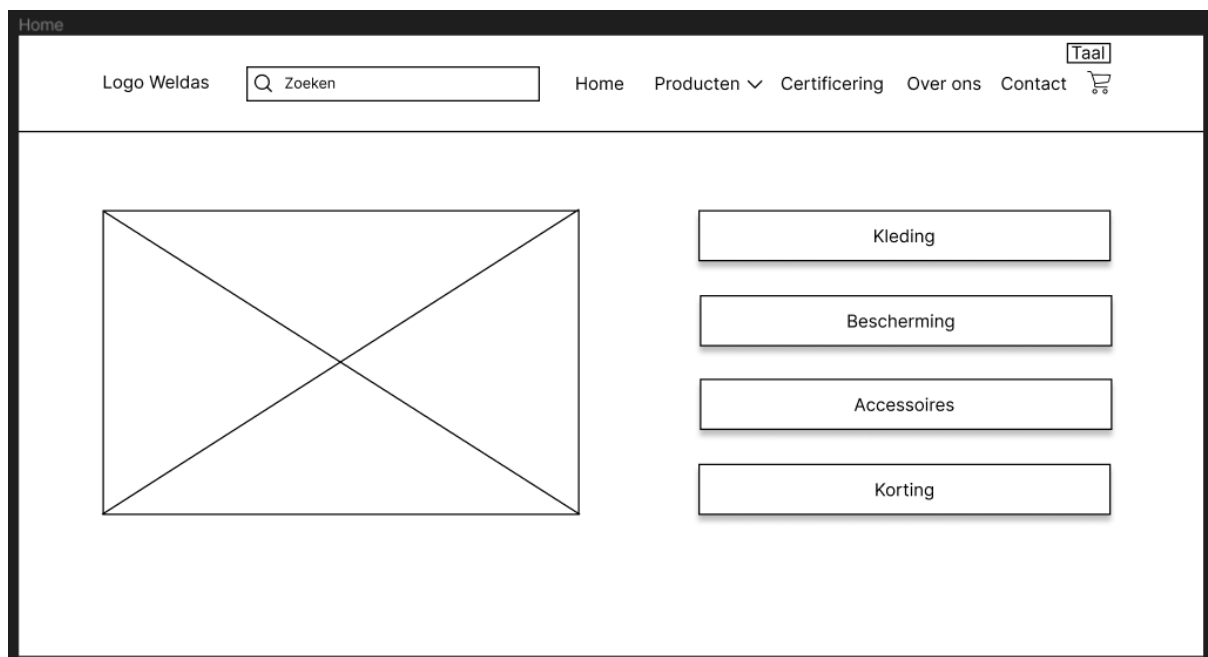 Home
Taal
Logo Weldas
Zoeken
Home Producten Certificering Over ons Contact
Kleding
Bescherming
Accessoires
Korting